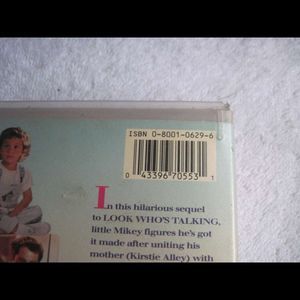 ISBN 0-8001-0629-6
0 43396 70553 1
In this hilarious sequel
to LOOK WHO'S TALKING,
little Mikey figures he's got
it made after uniting his
mother (Kirstie Alley) with